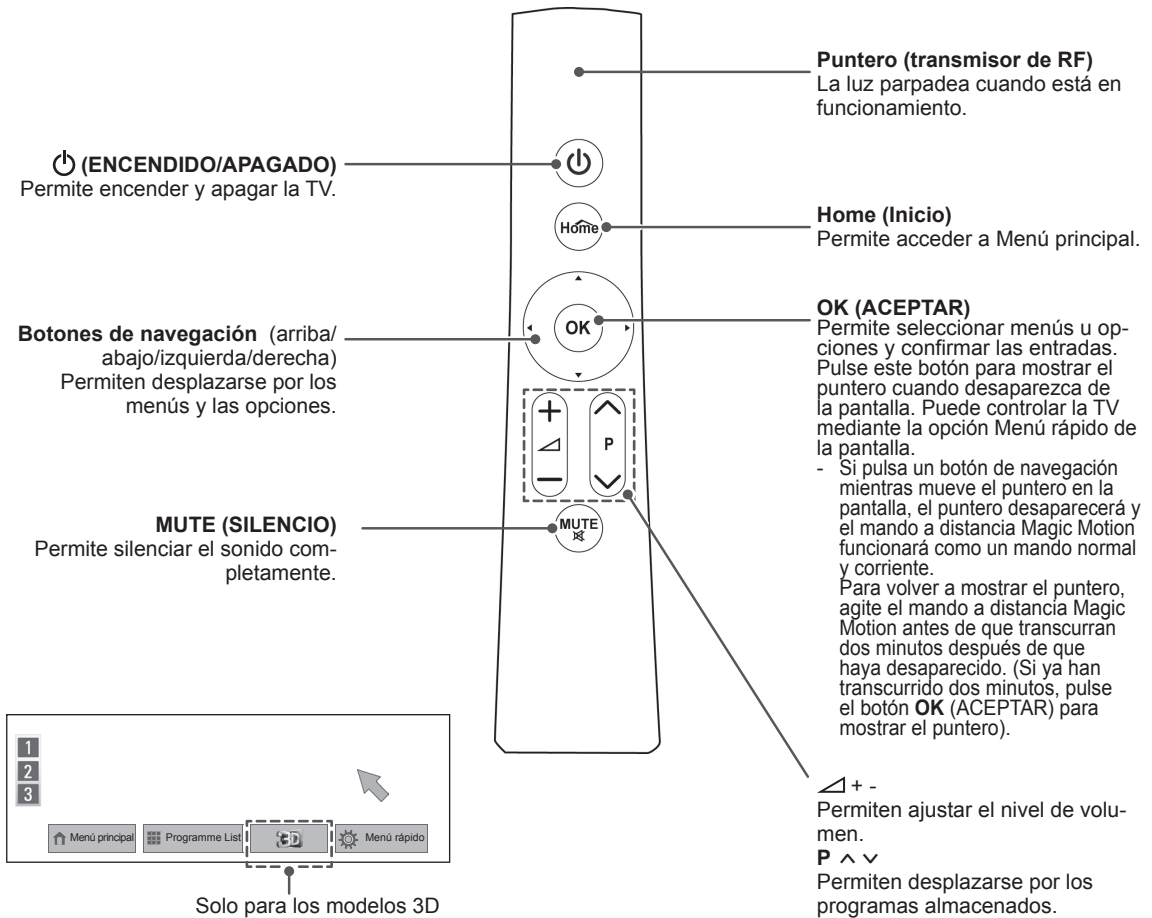 Puntero (transmisor de RF)
La luz parpadea cuando está en
funcionamiento.
(ENCENDIDO/APAGADO)
Permite encender y apagar la TV.
Home
Home (Inicio)
Permite acceder a Menú principal.
Botones de navegación (arriba/
abajo/izquierda/derecha)
Permiten desplazarse por los
menús y las opciones.
OK
OK (ACEPTAR)
Permite seleccionar menús u op-
ciones y confirmar las entradas.
Pulse este botón para mostrar el
puntero cuando desaparezca de
la pantalla. Puede controlar la TV
mediante la opción Menú rápido de
la pantalla.
- Si pulsa un botón de navegación
mientras mueve el puntero en la
pantalla, el puntero desaparecerá y
el mando a distancia Magic Motion
funcionará como un mando normal
y corriente.
Para volver a mostrar el puntero,
agite el mando a distancia Magic
Motion antes de que transcurran
dos minutos después de que
haya desaparecido. (Si ya han
transcurrido dos minutos, pulse
el botón OK (ACEPTAR) para
mostrar el puntero).
+
P
-
MUTE (SILENCIO)
Permite silenciar el sonido com-
pletamente.
MUTE
+ -
Permiten ajustar el nivel de volu-
men.
P
Permiten desplazarse por los
programas almacenados.
1
2
3
Menú principal
Programme List
3D
Menú rápido
Solo para los modelos 3D